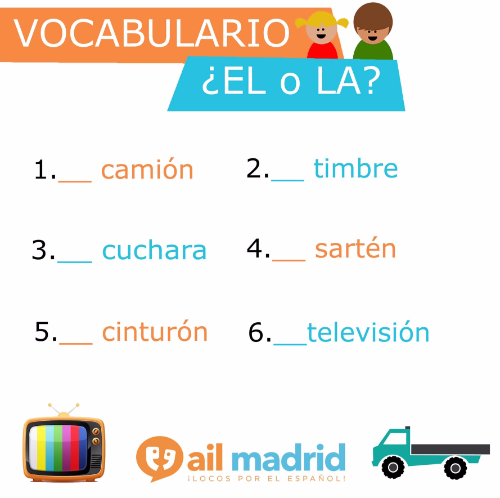 VOCABULARIO
¿EL o LA?
1.__ camión
2.__ timbre
3.__ cuchara
4.__ sartén
5.__ cinturón
6.__televisión
ail madrid
¡LOCOS POR EL ESPAÑOL!